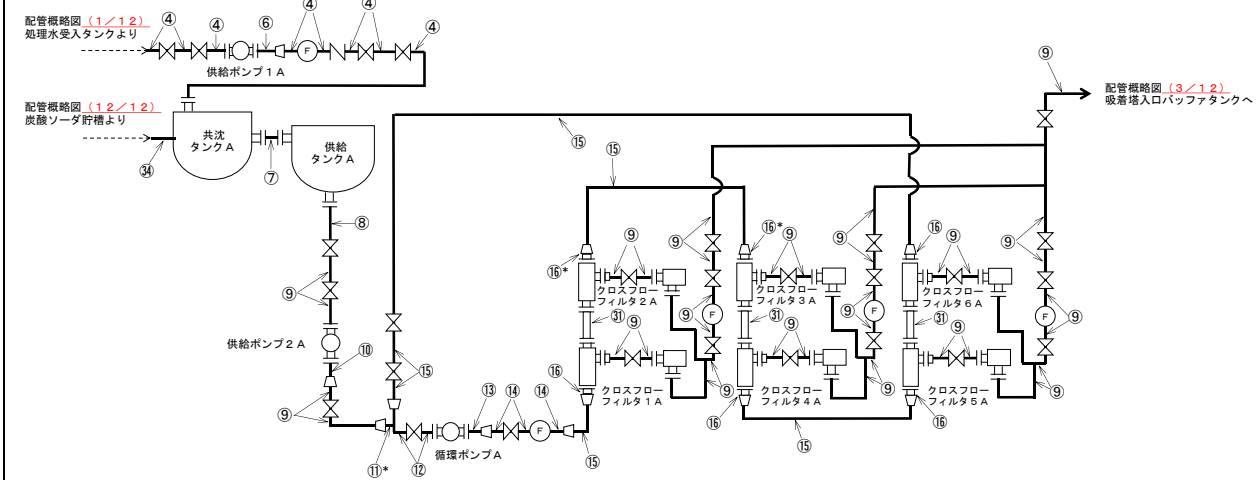 配管概略図（１／１２）
処理水受入タンクより
④
④
⑥
④
④
④
F
供給ポンプ１Ａ
配管概略図（１２／１２）
炭酸ソーダ貯槽より
㉞
共沈
タンクＡ
⑦
供給
タンクＡ
⑧
⑨
供給ポンプ２Ａ
⑩
⑨
⑪*
⑫
⑮
循環ポンプＡ
⑬
⑭
F
⑭
⑮
⑮
⑮
⑯*
⑨
クロスフロー
フィルタ２Ａ
㉛
⑨
⑯
クロスフロー
フィルタ１Ａ
⑨
⑨
F
⑨
⑯*
⑨
クロスフロー
フィルタ３Ａ
㉛
⑨
⑯
クロスフロー
フィルタ４Ａ
⑨
⑨
F
⑨
⑮
⑯
⑨
クロスフロー
フィルタ６Ａ
㉛
⑨
クロスフロー
フィルタ５Ａ
⑯
⑨
F
⑨
⑨
⑨
配管概略図（３／１２）
吸着塔入口バッファタンクへ